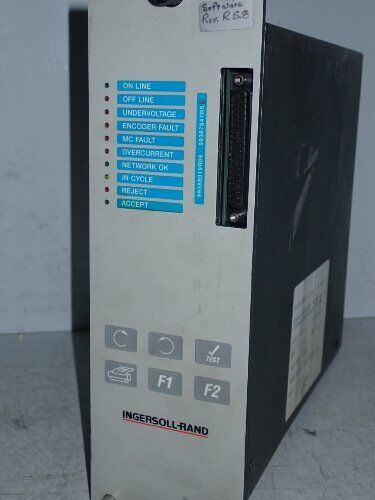 Software
Rev. R5.8
ON LINE
OFF LINE
UNDERVOLTAGE
ENCODER FAULT
MC FAULT
OVERCURRENT
NETWORK OK
IN CYCLE
REJECT
ACCEPT
TEST
F1
F2
INGERSOLL-RAND